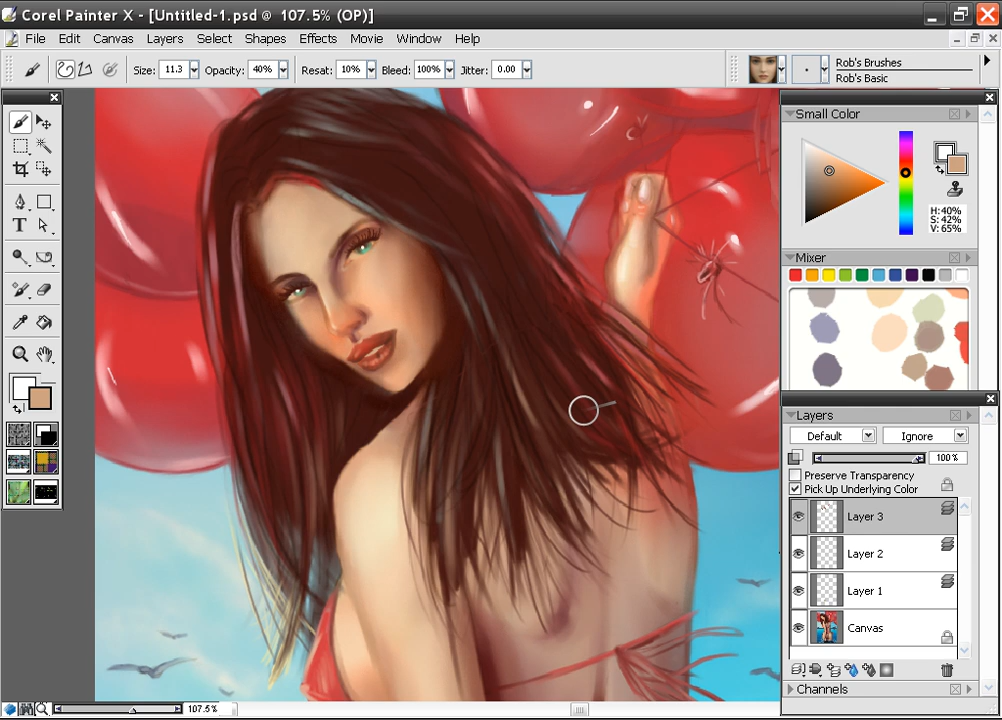 Corel Painter X - [Untitled-1.psd @ 107.5% (OP)]
File Edit Canvas Layers Select Shapes Effects Movie Window Help
Size: 11.3 Opacity: 40% Resat: 10% Bleed: 100% Jitter: 0.00
Rob's Brushes
Rob's Basic
Small Color
H:40%
S: 42%
V: 65%
Mixer
T
Layers
Default Ignore
100%
Preserve Transparency
Pick Up Underlying Color
Layer 3
Layer 2
Layer 1
Canvas
Channels
107.5%